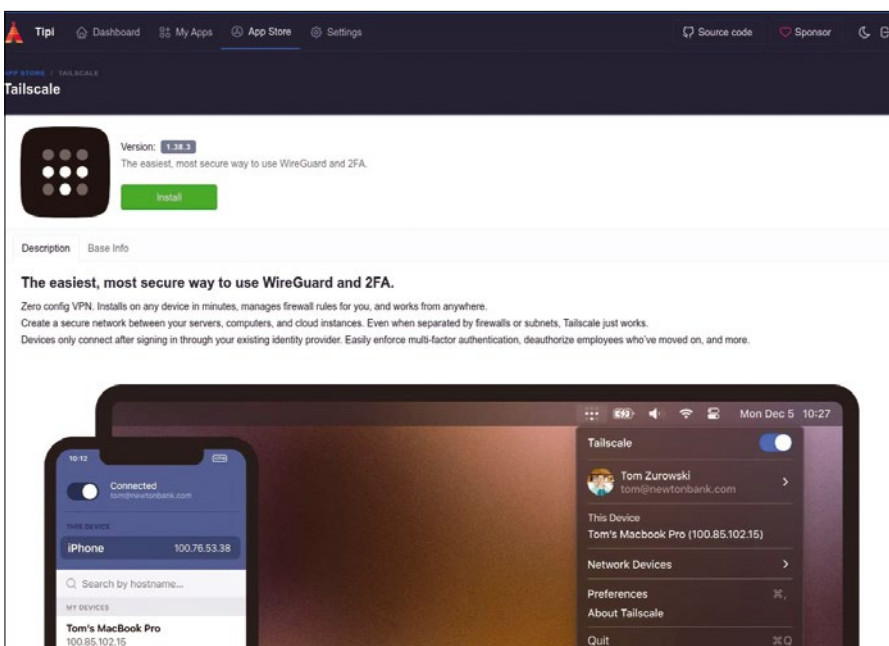 Tipi
Dashboard
My Apps
App Store
Settings
Source code
Sponsor
APP STORE / TAILSCALE
Tailscale
Version: 1.38.3
The easiest, most secure way to use WireGuard and 2FA.
Install
Description
Base Info
The easiest, most secure way to use WireGuard and 2FA.
Zero config VPN. Installs on any device in minutes, manages firewall rules for you, and works from anywhere.
Create a secure network between your servers, computers, and cloud instances. Even when separated by firewalls or subnets, Tailscale just works.
Devices only connect after signing in through your existing identity provider. Easily enforce multi-factor authentication, deauthorize employees who've moved on, and more.
10:12
Connected
tom@newtonbank.com
THIS DEVICE
iPhone 100.76.53.38
Search by hostname...
MY DEVICES
Tom's MacBook Pro
100.85.102.15
Mon Dec 5 10:27
Tailscale
Tom Zurowski
tom@newtonbank.com
This Device
Tom's Macbook Pro (100.85.102.15)
Network Devices
Preferences ⌘,
About Tailscale
Quit ⌘Q